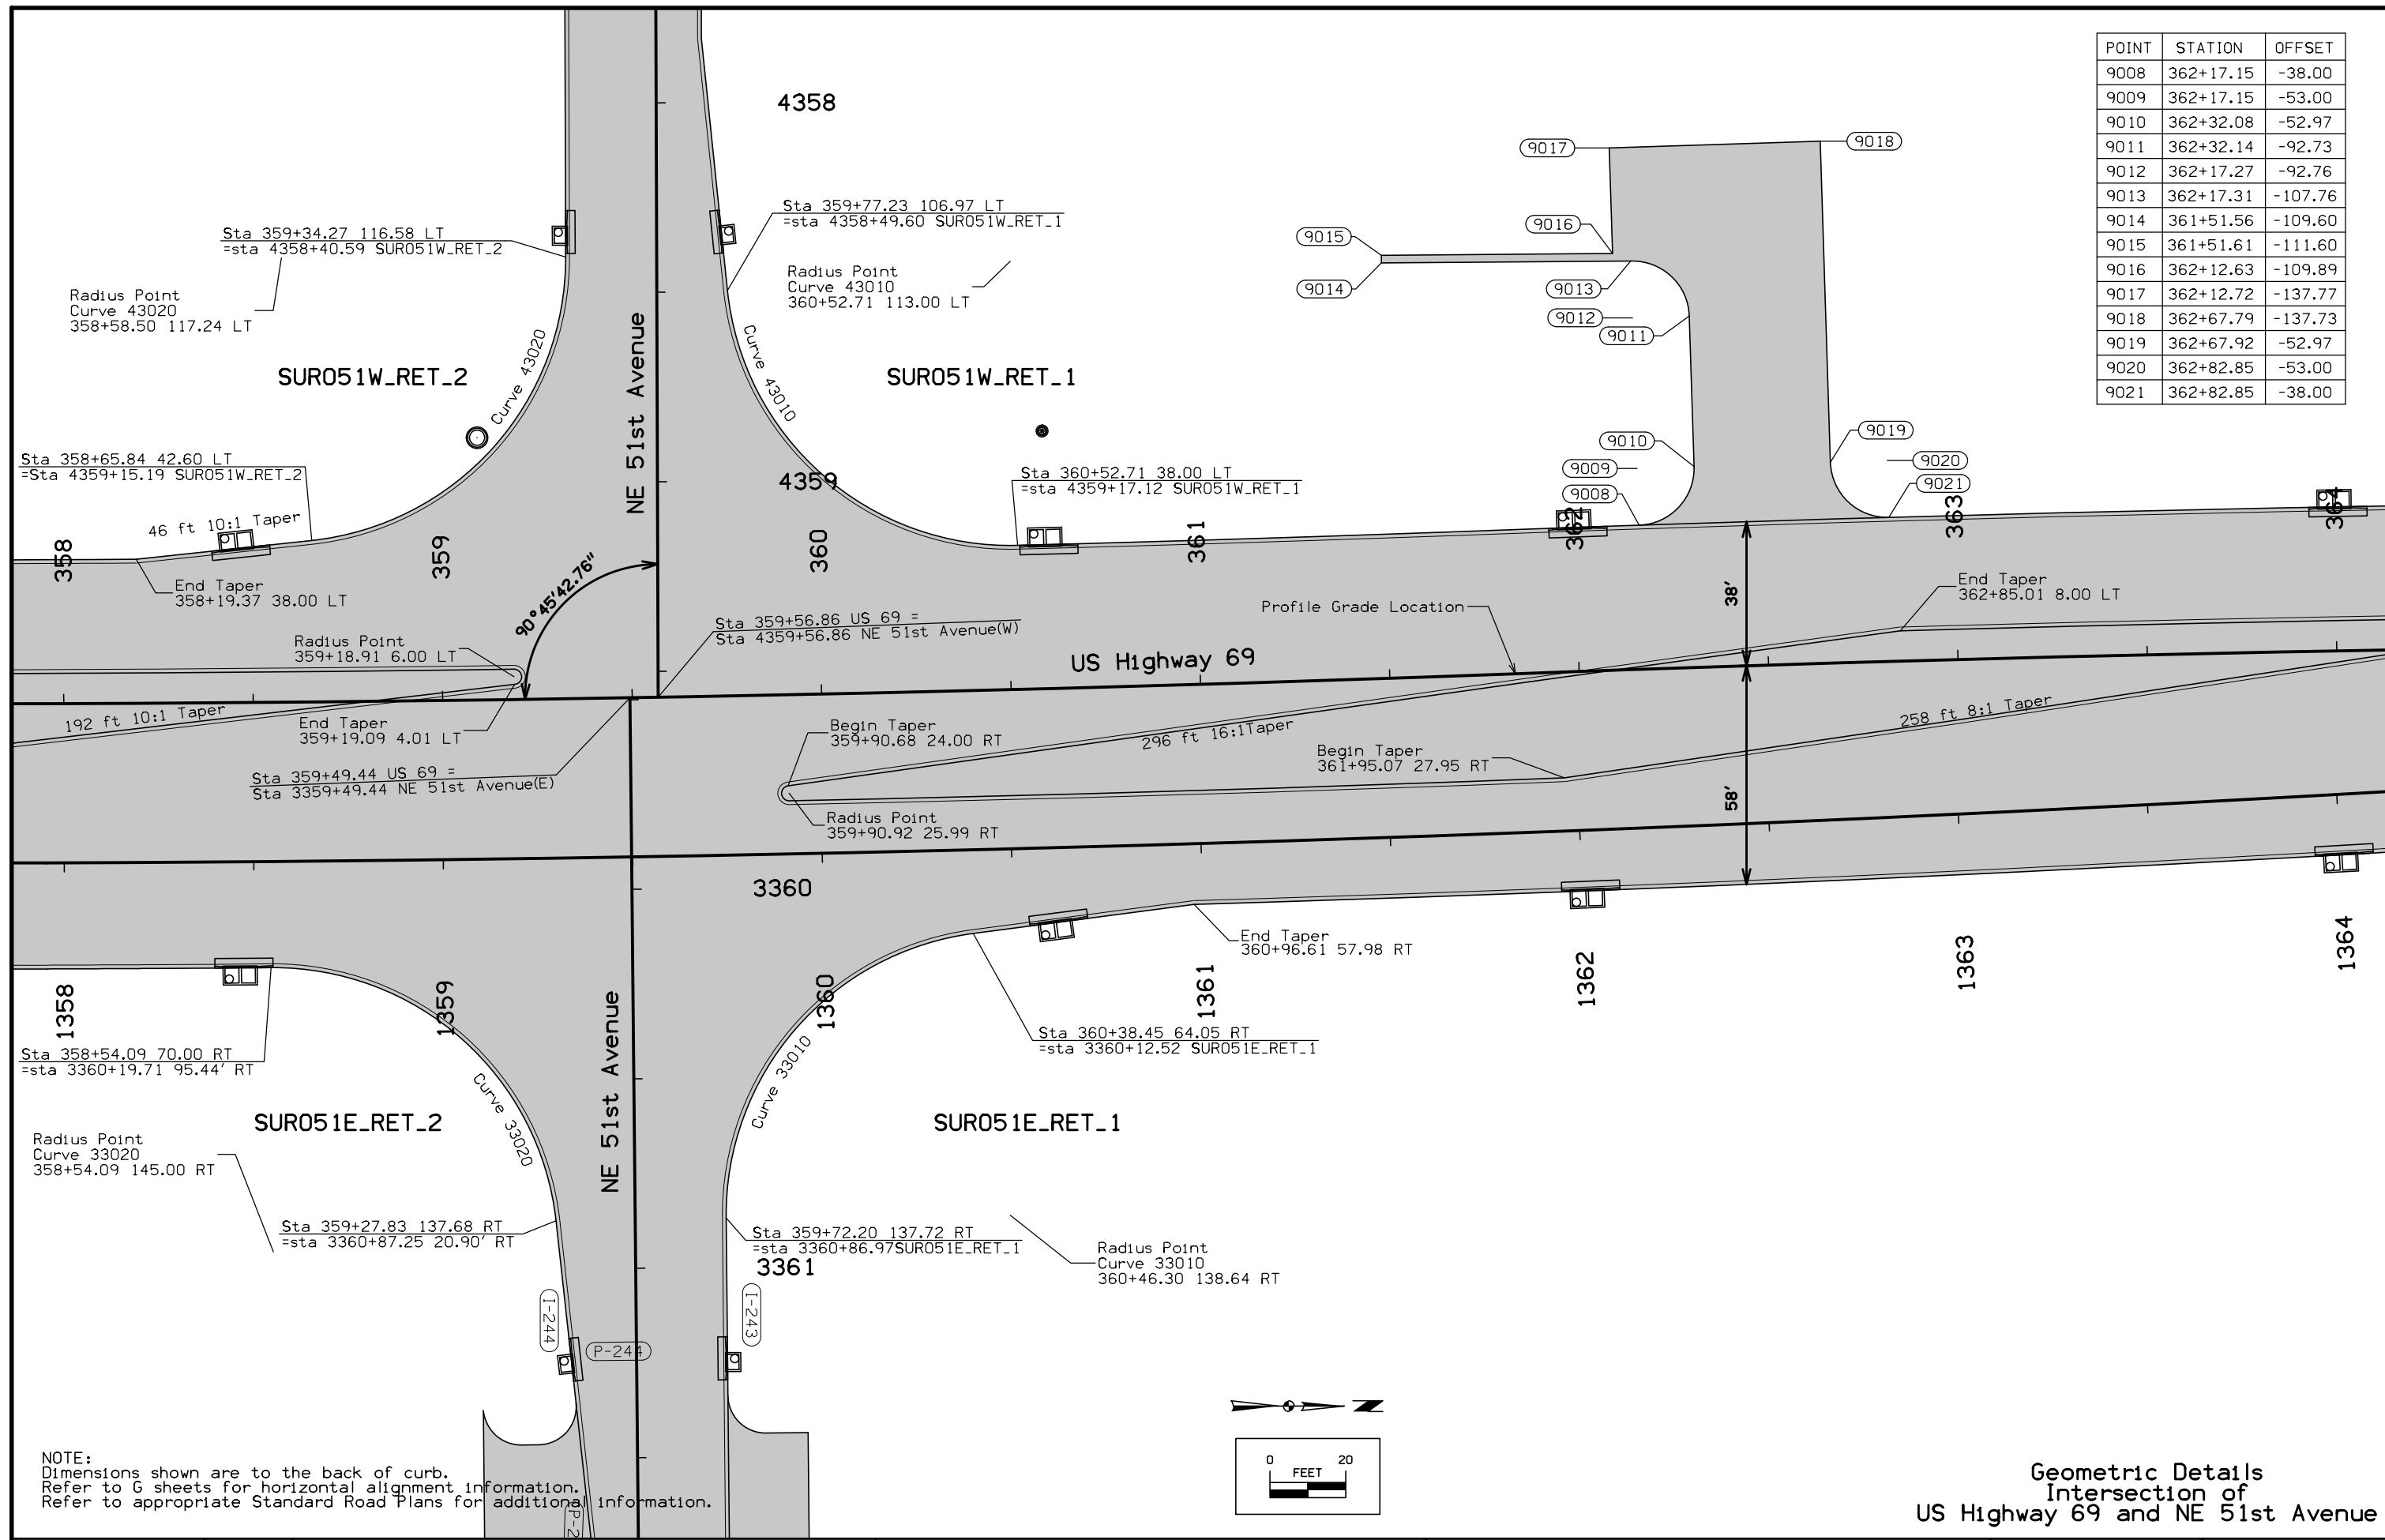 POINT STATION OFFSET
9008 362+17.15 -38.00
9009 362+17.15 -53.00
9010 362+32.08 -52.97
9011 362+32.14 -92.73
9012 362+17.27 -92.76
9013 362+17.31 -107.76
9014 361+51.56 -109.60
9015 361+51.61 -111.60
9016 362+12.63 -109.89
9017 362+12.72 -137.77
9018 362+67.79 -137.73
9019 362+67.92 -52.97
9020 362+82.85 -53.00
9021 362+82.85 -38.00
4358
9017
9018
9016
9015
9014
9013
9012
9011
9010
9009
9008
9019
9020
9021
Sta 359+34.27 116.58 LT
=sta 4358+40.59 SUR051W_RET_2
Sta 359+77.23 106.97 LT
=sta 4358+49.60 SUR051W_RET_1
Radius Point
Curve 43020
358+58.50 117.24 LT
Radius Point
Curve 43010
360+52.71 113.00 LT
Curve 43020
Curve 43010
NE 51st Avenue
SUR051W_RET_2
SUR051W_RET_1
Sta 358+65.84 42.60 LT
=Sta 4359+15.19 SUR051W_RET_2
4359
Sta 360+52.71 38.00 LT
=sta 4359+17.12 SUR051W_RET_1
46 ft 10:1 Taper
358
359
360
361
362
363
364
End Taper
358+19.37 38.00 LT
90°45'42.76"
Radius Point
359+18.91 6.00 LT
Sta 359+56.86 US 69 =
Sta 4359+56.86 NE 51st Avenue(W)
Profile Grade Location
38'
End Taper
362+85.01 8.00 LT
US Highway 69
192 ft 10:1 Taper
End Taper
359+19.09 4.01 LT
Begin Taper
359+90.68 24.00 RT
296 ft 16:1Taper
258 ft 8:1 Taper
Begin Taper
361+95.07 27.95 RT
Sta 359+49.44 US 69 =
Sta 3359+49.44 NE 51st Avenue(E)
58'
Radius Point
359+90.92 25.99 RT
3360
End Taper
360+96.61 57.98 RT
1358
1359
1360
1361
1362
1363
1364
Sta 358+54.09 70.00 RT
=sta 3360+19.71 95.44' RT
Sta 360+38.45 64.05 RT
=sta 3360+12.52 SUR051E_RET_1
Curve 33020
Curve 33010
NE 51st Avenue
SUR051E_RET_2
SUR051E_RET_1
Radius Point
Curve 33020
358+54.09 145.00 RT
Sta 359+27.83 137.68 RT
=sta 3360+87.25 20.90' RT
Sta 359+72.20 137.72 RT
=sta 3360+86.97SUR051E_RET_1
3361
Radius Point
Curve 33010
360+46.30 138.64 RT
I-244
I-243
P-244
N
0 20
FEET
NOTE:
Dimensions shown are to the back of curb.
Refer to G sheets for horizontal alignment information.
Refer to appropriate Standard Road Plans for additional information.
Geometric Details
Intersection of
US Highway 69 and NE 51st Avenue